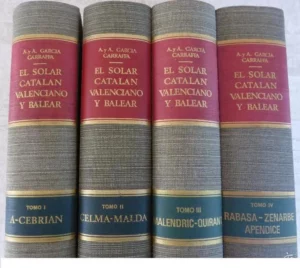 A. y A. GARCIA
CARRAFFA
EL SOLAR
CATALAN
VALENCIANO
Y BALEAR
TOMO I
A-CEBRIAN
A. y A. GARCIA
CARRAFFA
EL SOLAR
CATALAN
VALENCIANO
Y BALEAR
TOMO II
CELMA-MALDA
A. y A. GARCIA
CARRAFFA
EL SOLAR
CATALAN
VALENCIANO
Y BALEAR
TOMO III
MALENDRIC-QUIRANT
A. y A. GARCIA
CARRAFFA
EL SOLAR
CATALAN
VALENCIANO
Y BALEAR
TOMO IV
RABASA-ZENARBE
APENDICE